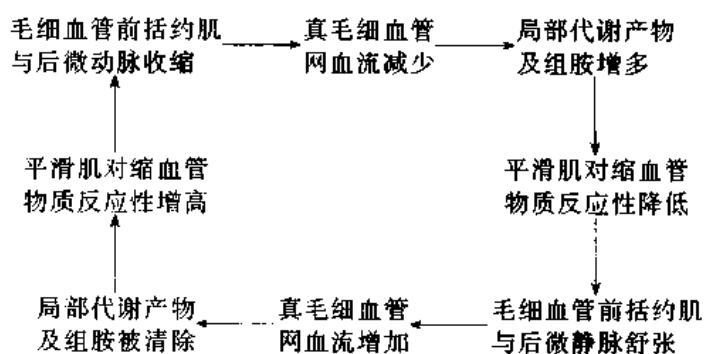 毛细血管前括约肌
与后微动脉收缩
真毛细血管
网血流减少
局部代谢产物
及组胺增多
平滑肌对缩血管
物质反应性增高
平滑肌对缩血管
物质反应性降低
局部代谢产物
及组胺被清除
真毛细血管
网血流增加
毛细血管前括约肌
与后微静脉舒张